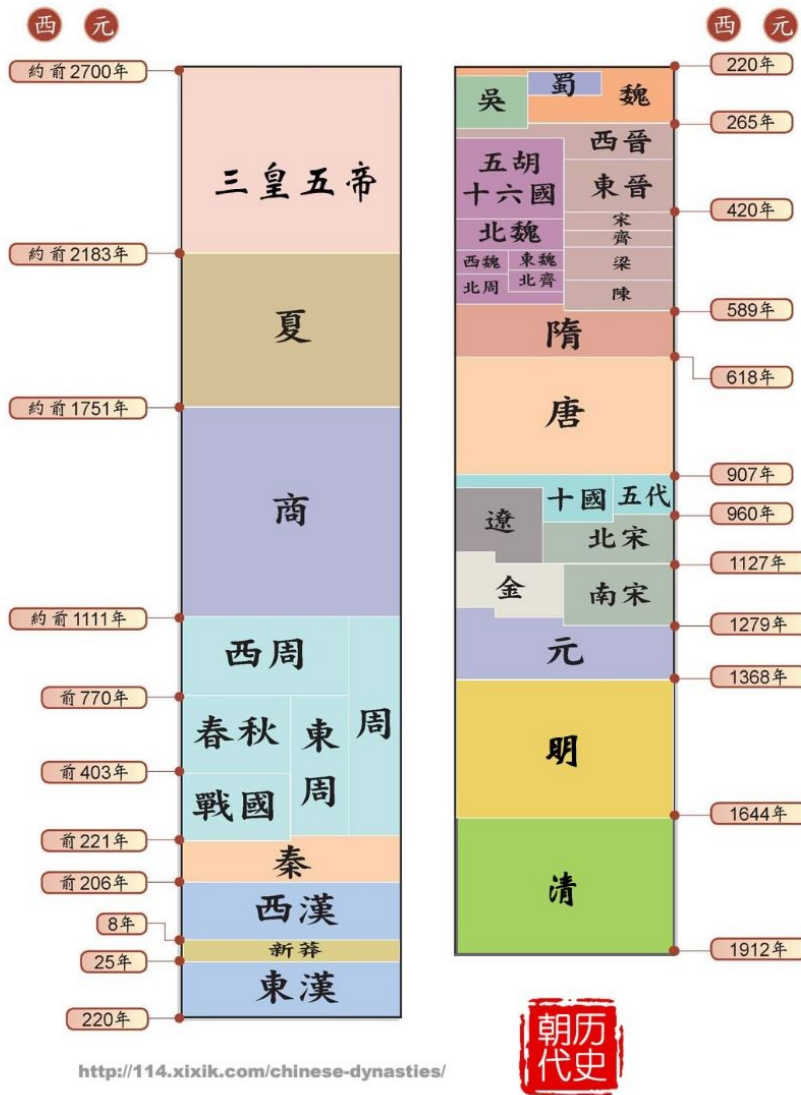 西 元
約前2700年
三皇五帝
約前2183年
夏
約前1751年
商
約前1111年
西周
周
前770年
春秋
東周
前403年
戰國
前221年
秦
前206年
西漢
8年
新莽
25年
東漢
220年
西 元
220年
吳
蜀
魏
265年
西晉
五胡
十六國
東晉
420年
北魏
宋
齊
西魏
東魏
梁
北周
北齊
陳
589年
隋
618年
唐
907年
十國
五代
960年
遼
北宋
1127年
金
南宋
1279年
元
1368年
明
1644年
清
1912年
历史
朝代
http://114.xixik.com/chinese-dynasties/